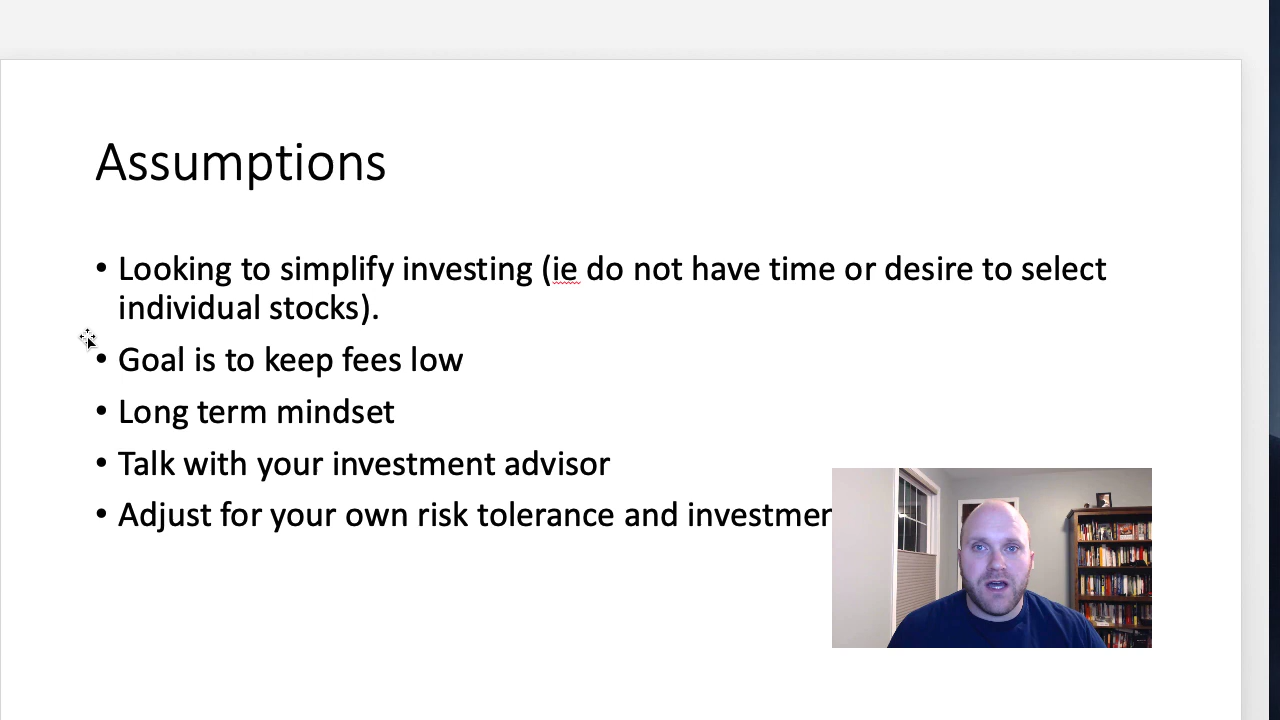 Assumptions
• Looking to simplify investing (ie do not have time or desire to select
individual stocks).
• Goal is to keep fees low
• Long term mindset
• Talk with your investment advisor
• Adjust for your own risk tolerance and